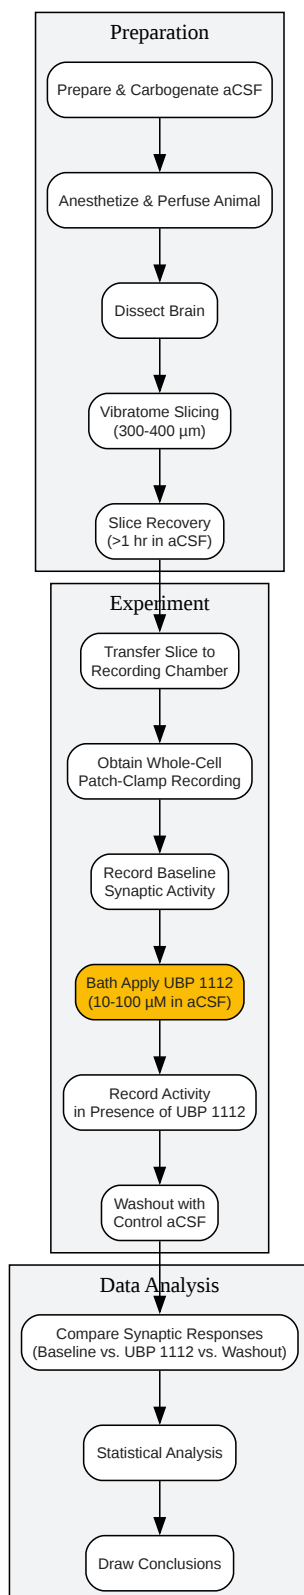 Preparation
Prepare & Carbogenate aCSF
Anesthetize & Perfuse Animal
Dissect Brain
Vibratome Slicing
(300-400 µm)
Slice Recovery
(>1 hr in aCSF)
Experiment
Transfer Slice to
Recording Chamber
Obtain Whole-Cell
Patch-Clamp Recording
Record Baseline
Synaptic Activity
Bath Apply UBP 1112
(10-100 µM in aCSF)
Record Activity
in Presence of UBP 1112
Washout with
Control aCSF
Data Analysis
Compare Synaptic Responses
(Baseline vs. UBP 1112 vs. Washout)
Statistical Analysis
Draw Conclusions